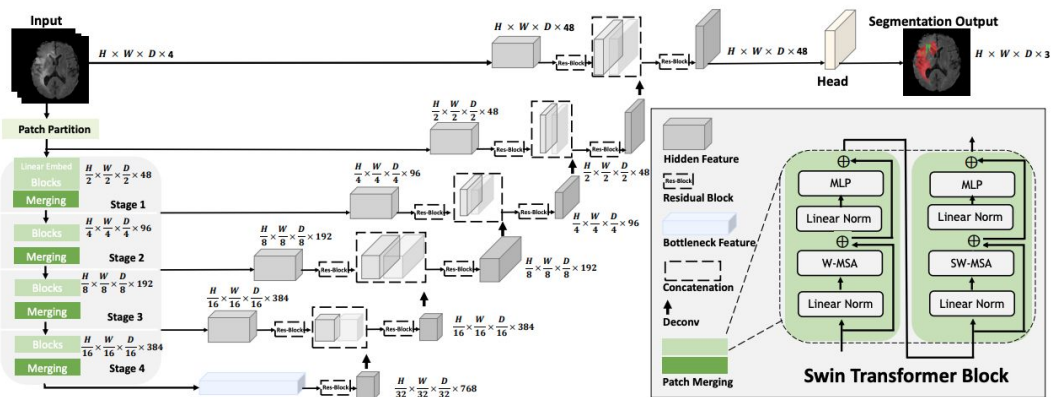 Input
H × W × D × 4
Patch Partition
Linear Embed
Blocks
Merging
H/2 × W/2 × D/2 × 48
Stage 1
Blocks
Merging
H/4 × W/4 × D/4 × 96
Stage 2
Blocks
Merging
H/8 × W/8 × D/8 × 192
Stage 3
Blocks
Merging
H/16 × W/16 × D/16 × 384
Stage 4
H × W × D × 48
Res-Block
Res-Block
H × W × D × 48
Head
Segmentation Output
H × W × D × 3
H/2 × W/2 × D/2 × 48
Res-Block
Res-Block
H/2 × W/2 × D/2 × 48
H/4 × W/4 × D/4 × 96
Res-Block
Res-Block
H/4 × W/4 × D/4 × 96
H/8 × W/8 × D/8 × 192
Res-Block
Res-Block
H/8 × W/8 × D/8 × 192
H/16 × W/16 × D/16 × 384
Res-Block
Res-Block
H/16 × W/16 × D/16 × 384
Res-Block
H/32 × W/32 × D/32 × 768
Hidden Feature
Res-Block
Residual Block
Bottleneck Feature
Concatenation
Deconv
Patch Merging
MLP
Linear Norm
W-MSA
Linear Norm
MLP
Linear Norm
SW-MSA
Linear Norm
Swin Transformer Block